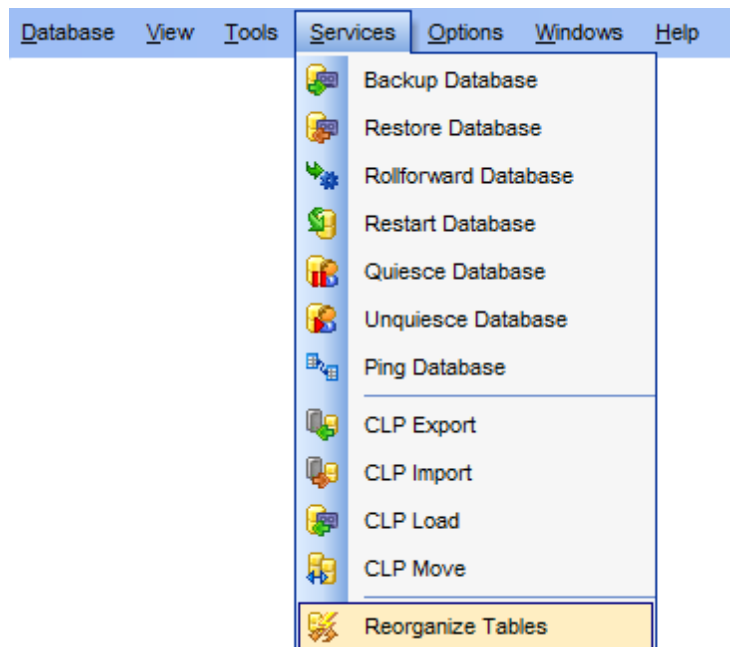 Database View Tools Services Options Windows Help
Backup Database
Restore Database
Rollforward Database
Restart Database
Quiesce Database
Unquiesce Database
Ping Database
CLP Export
CLP Import
CLP Load
CLP Move
Reorganize Tables